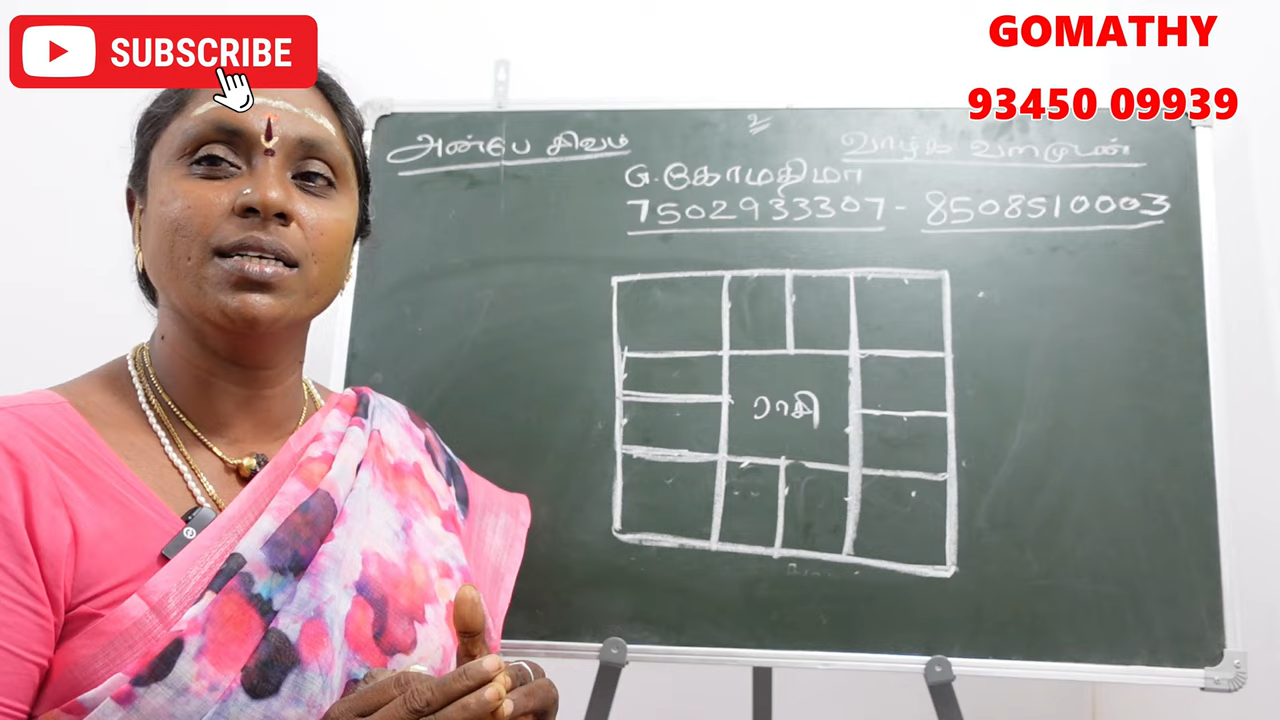 SUBSCRIBE
GOMATHY
93450 09939
உ
அன்பே சிவம்
வாழ்க வளமுடன்
G.கோமதிமா
7502933307 - 8508510003
ராசி